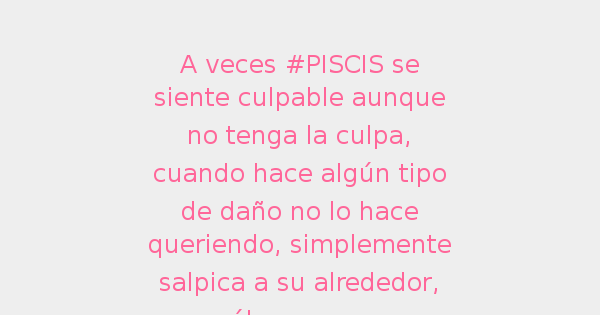 A veces #PISCIS se
siente culpable aunque
no tenga la culpa,
cuando hace algún tipo
de daño no lo hace
queriendo, simplemente
salpica a su alrededor,